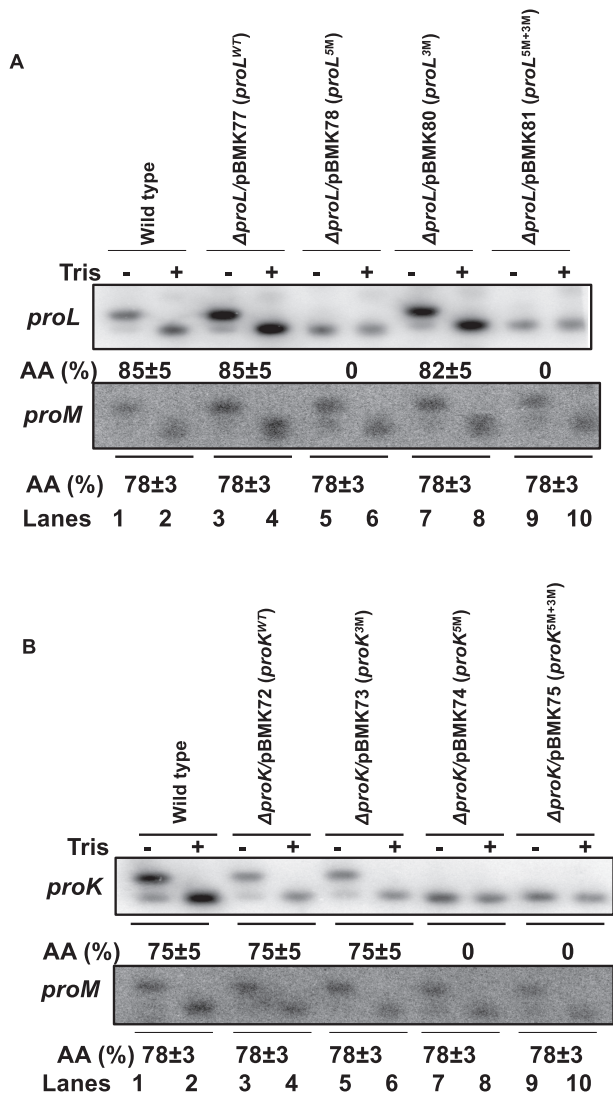 A
Wild type
ΔproL/pBMK77 (proL^WT)
ΔproL/pBMK78 (proL^5M)
ΔproL/pBMK80 (proL^3M)
ΔproL/pBMK81 (proL^5M+3M)
Tris - + - + - + - + - +
proL
AA (%) 85±5 85±5 0 82±5 0
proM
AA (%) 78±3 78±3 78±3 78±3 78±3
Lanes 1 2 3 4 5 6 7 8 9 10
B
Wild type
ΔproK/pBMK72 (proK^WT)
ΔproK/pBMK73 (proK^3M)
ΔproK/pBMK74 (proK^5M)
ΔproK/pBMK75 (proK^5M+3M)
Tris - + - + - + - + - +
proK
AA (%) 75±5 75±5 75±5 0 0
proM
AA (%) 78±3 78±3 78±3 78±3 78±3
Lanes 1 2 3 4 5 6 7 8 9 10